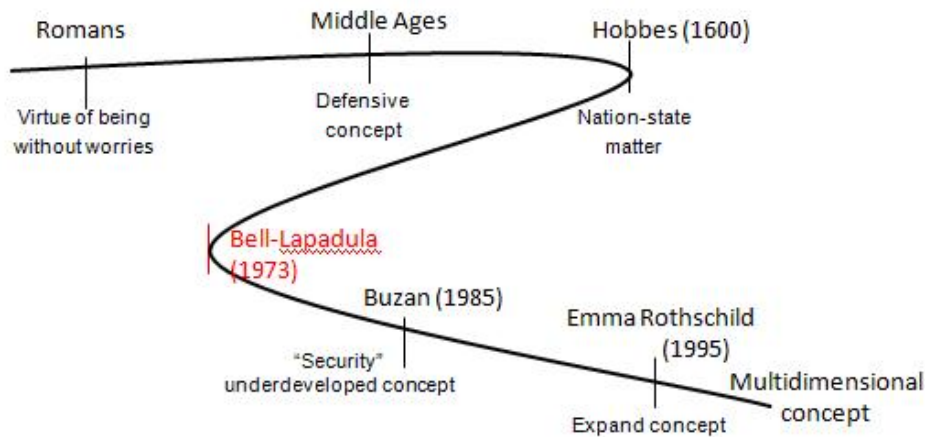 Romans
Middle Ages
Hobbes (1600)
Virtue of being
without worries
Defensive
concept
Nation-state
matter
Bell-Lapadula
(1973)
Buzan (1985)
Emma Rothschild
(1995)
“Security”
underdeveloped concept
Multidimensional
concept
Expand concept